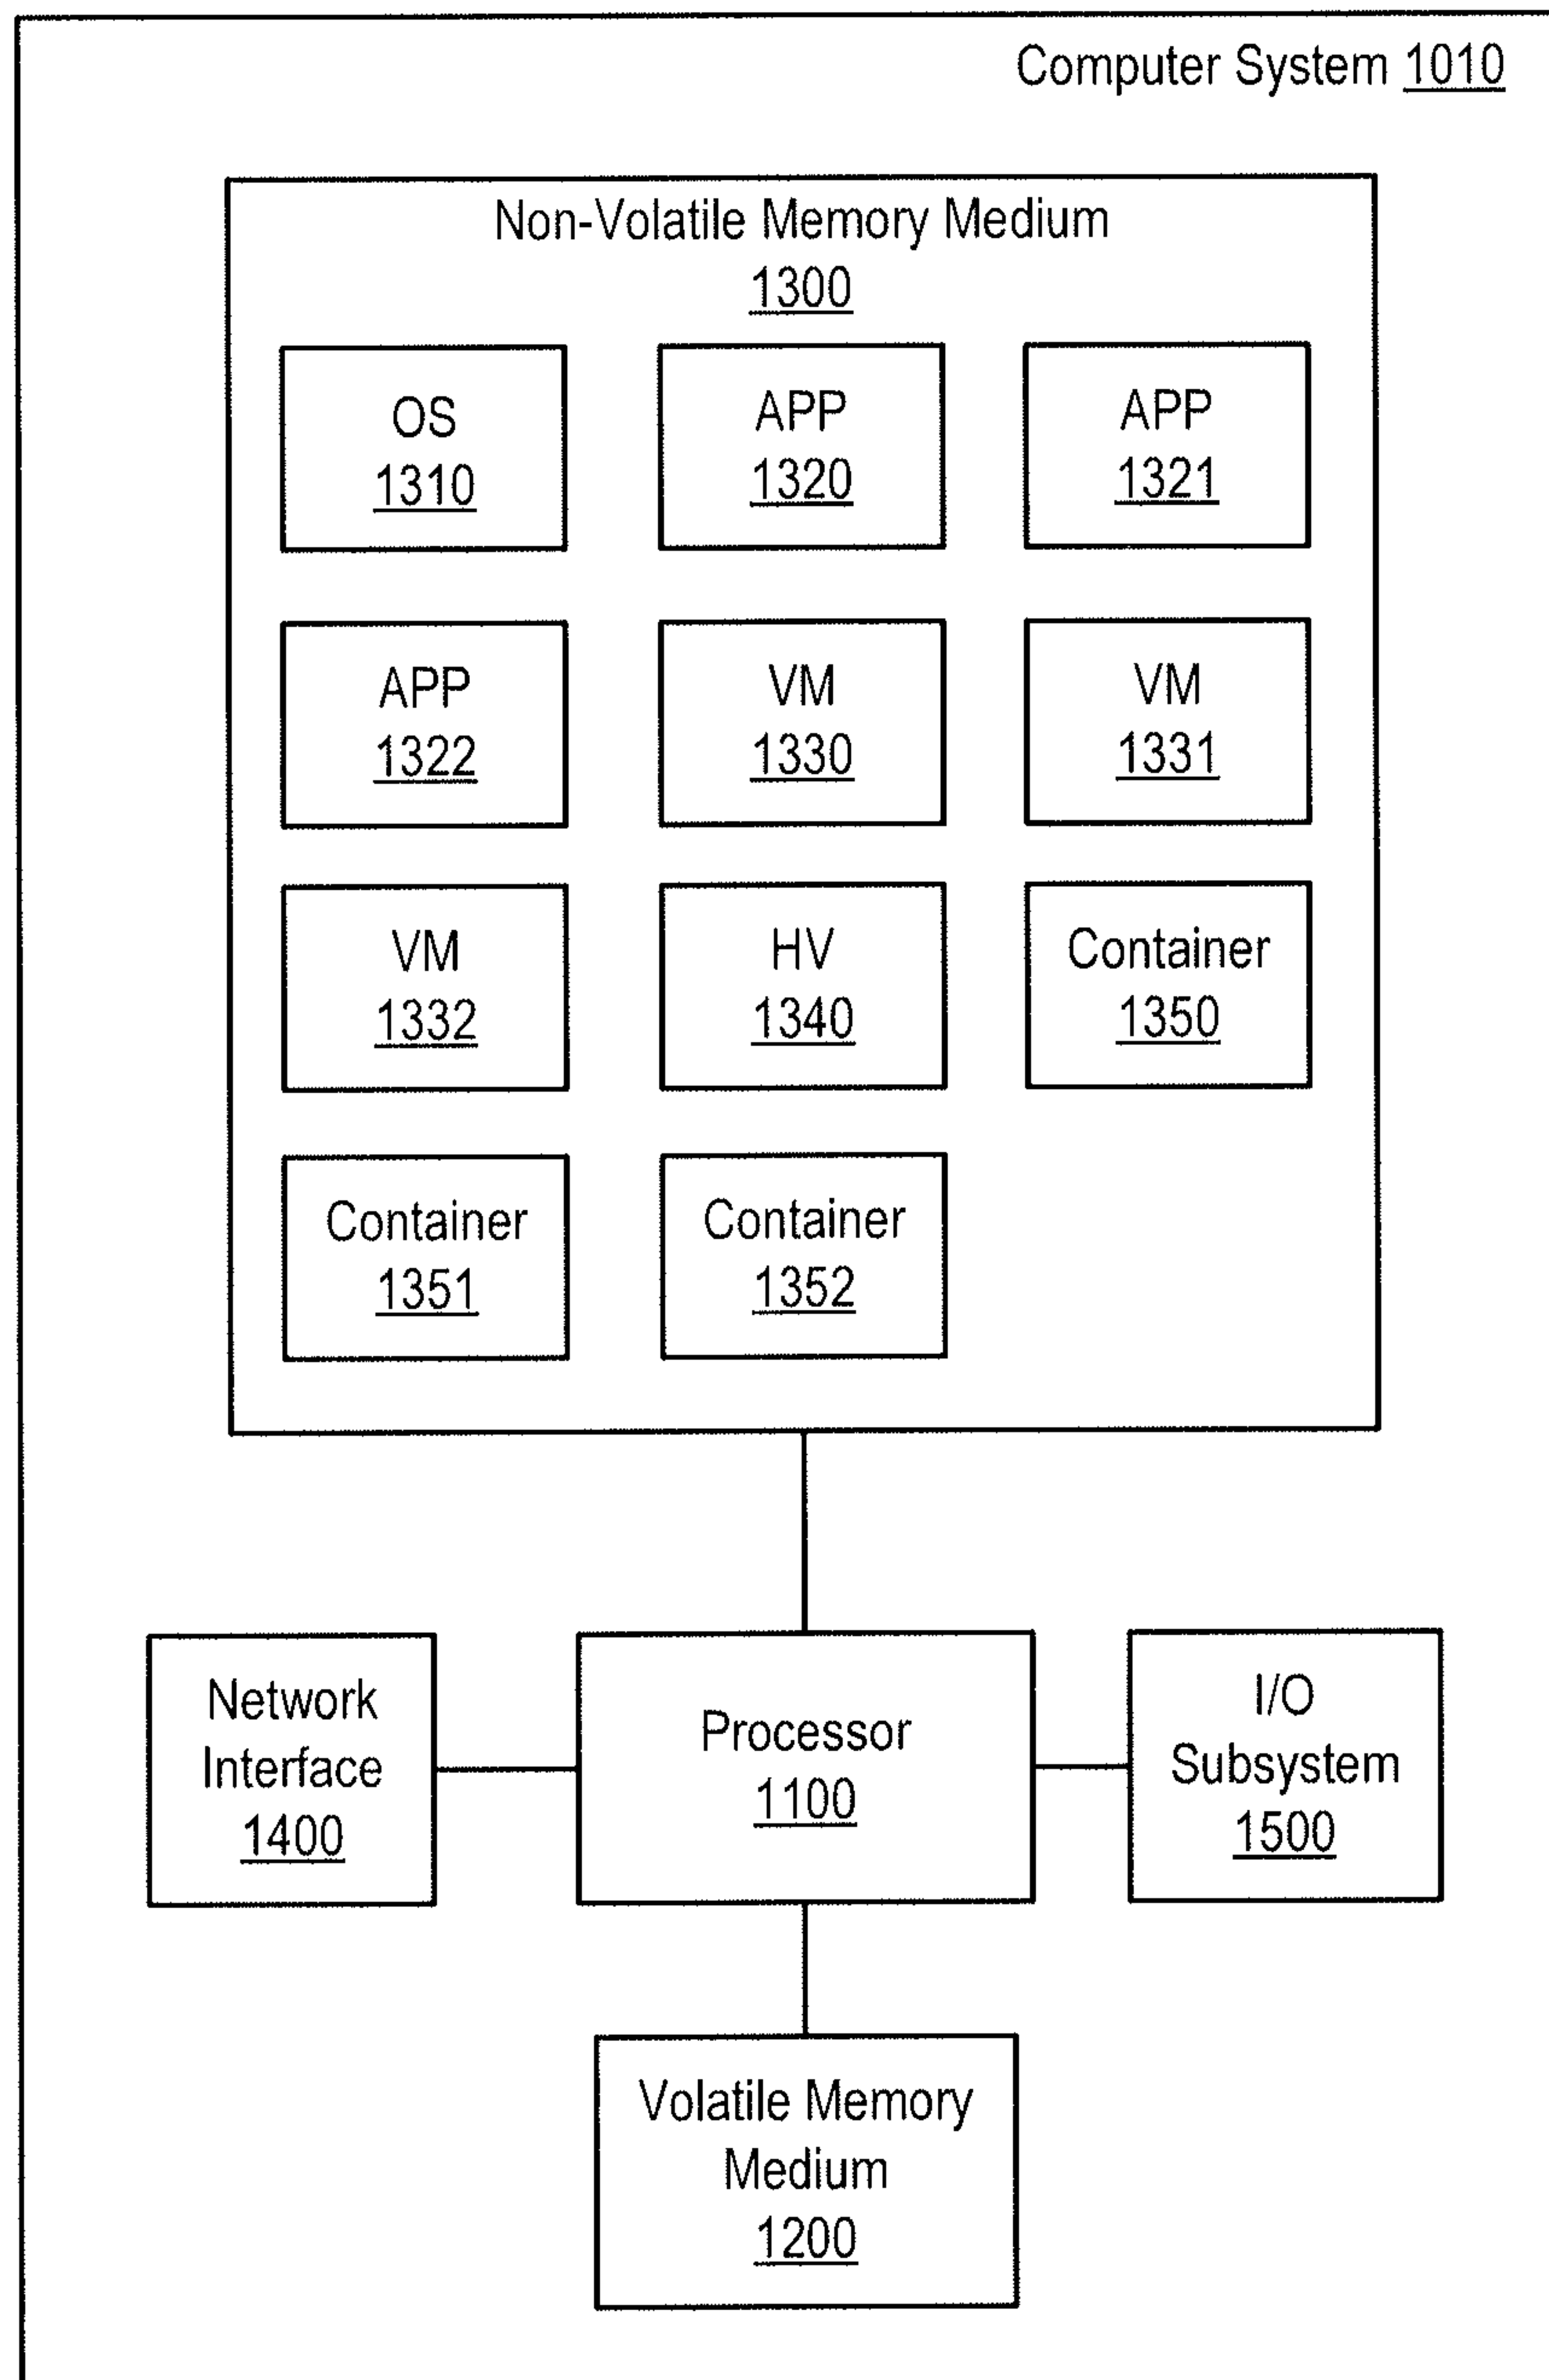 Computer System 1010
Non-Volatile Memory Medium
1300
OS
1310
APP
1320
APP
1321
APP
1322
VM
1330
VM
1331
VM
1332
HV
1340
Container
1350
Container
1351
Container
1352
Network
Interface
1400
Processor
1100
I/O
Subsystem
1500
Volatile Memory
Medium
1200